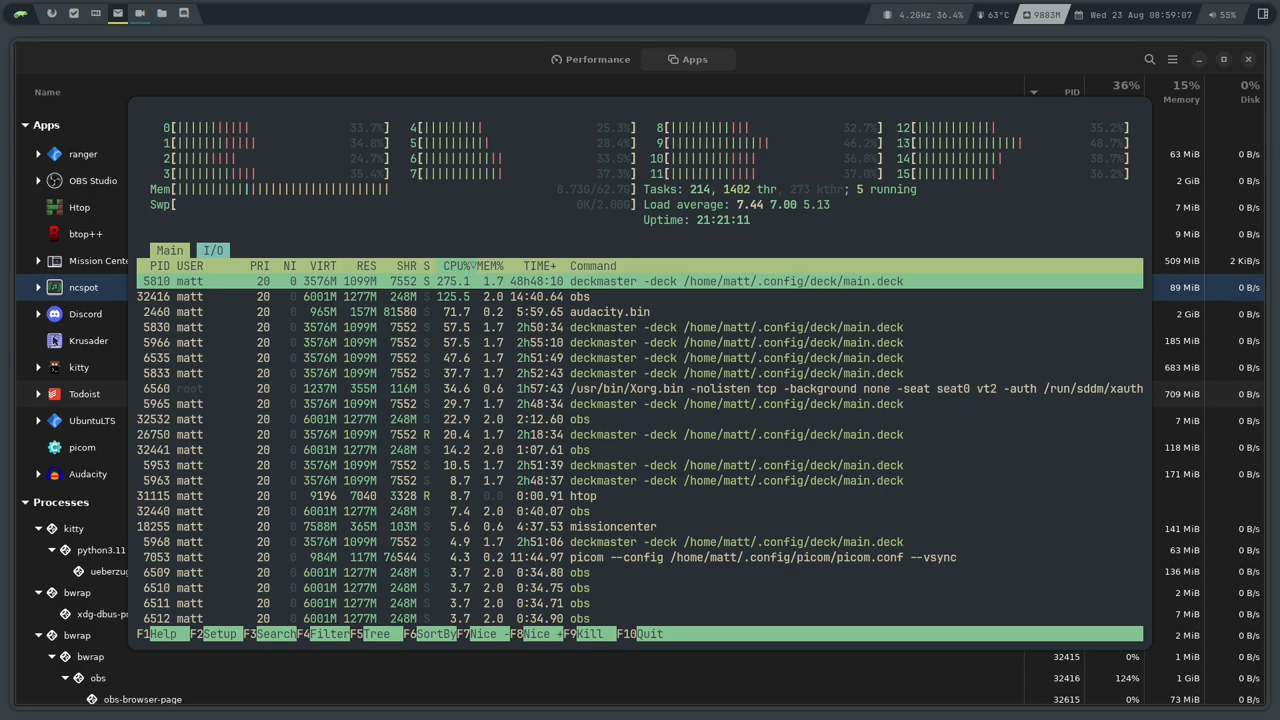 4.2GHz 36.4% 63°C 9883M Wed 23 Aug 08:59:07 55%
Performance Apps
Name PID 36% 15% Memory 0% Disk
Apps
ranger 63 MiB 0 B/s
OBS Studio 2 GiB 0 B/s
Htop 7 MiB 0 B/s
btop++ 9 MiB 0 B/s
Mission Cente 509 MiB 2 KiB/s
ncspot 89 MiB 0 B/s
Discord 2 GiB 0 B/s
Krusader 185 MiB 0 B/s
kitty 683 MiB 0 B/s
Todoist 709 MiB 0 B/s
UbuntuLTS 7 MiB 0 B/s
picom 118 MiB 0 B/s
Audacity 171 MiB 0 B/s
Processes
kitty 141 MiB 0 B/s
python3.11 8 MiB 0 B/s
ueberzug 136 MiB 0 B/s
bwrap 2 MiB 0 B/s
xdg-dbus-pr 7 MiB 0 B/s
bwrap 2 MiB 0 B/s
bwrap 32415 0% 1 MiB 0 B/s
obs 32416 124% 1 GiB 0 B/s
obs-browser-page 32615 0% 73 MiB 0 B/s
0[ 33.7%] 4[ 25.3%] 8[ 32.7%] 12[ 35.2%]
1[ 34.8%] 5[ 28.4%] 9[ 46.2%] 13[ 48.7%]
2[ 24.7%] 6[ 33.5%] 10[ 36.8%] 14[ 38.7%]
3[ 35.4%] 7[ 37.3%] 11[ 37.0%] 15[ 36.2%]
Mem[ 8.73G/62.7G] Tasks: 214, 1402 thr, 273 kthr; 5 running
Swp[ 0K/2.00G] Load average: 7.44 7.00 5.13
Uptime: 21:21:11
Main I/O
PID USER PRI NI VIRT RES SHR S CPU%▽MEM% TIME+ Command
5810 matt 20 0 3576M 1099M 7552 S 275.1 1.7 48h48:10 deckmaster -deck /home/matt/.config/deck/main.deck
32416 matt 20 0 6001M 1277M 248M S 125.5 2.0 14:40.64 obs
2460 matt 20 0 965M 157M 81580 S 71.7 0.2 5:59.65 audacity.bin
5830 matt 20 0 3576M 1099M 7552 S 57.5 1.7 2h50:34 deckmaster -deck /home/matt/.config/deck/main.deck
5966 matt 20 0 3576M 1099M 7552 S 57.5 1.7 2h55:10 deckmaster -deck /home/matt/.config/deck/main.deck
6535 matt 20 0 3576M 1099M 7552 S 47.6 1.7 2h51:49 deckmaster -deck /home/matt/.config/deck/main.deck
5833 matt 20 0 3576M 1099M 7552 S 37.7 1.7 2h52:43 deckmaster -deck /home/matt/.config/deck/main.deck
6560 root 20 0 1237M 355M 116M S 34.6 0.6 1h57:43 /usr/bin/Xorg.bin -nolisten tcp -background none -seat seat0 vt2 -auth /run/sddm/xauth
5965 matt 20 0 3576M 1099M 7552 S 29.7 1.7 2h48:34 deckmaster -deck /home/matt/.config/deck/main.deck
32532 matt 20 0 6001M 1277M 248M S 22.9 2.0 2:12.60 obs
26750 matt 20 0 3576M 1099M 7552 R 20.4 1.7 2h18:34 deckmaster -deck /home/matt/.config/deck/main.deck
32441 matt 20 0 6001M 1277M 248M S 14.2 2.0 1:07.61 obs
5953 matt 20 0 3576M 1099M 7552 S 10.5 1.7 2h51:39 deckmaster -deck /home/matt/.config/deck/main.deck
5963 matt 20 0 3576M 1099M 7552 S 8.7 1.7 2h48:37 deckmaster -deck /home/matt/.config/deck/main.deck
31115 matt 20 0 9196 7040 3328 R 8.7 0.0 0:00.91 htop
32440 matt 20 0 6001M 1277M 248M S 7.4 2.0 0:40.07 obs
18255 matt 20 0 7588M 365M 103M S 5.6 0.6 4:37.53 missioncenter
5968 matt 20 0 3576M 1099M 7552 S 4.9 1.7 2h51:06 deckmaster -deck /home/matt/.config/deck/main.deck
7053 matt 20 0 984M 117M 76544 S 4.3 0.2 11:44.97 picom --config /home/matt/.config/picom/picom.conf --vsync
6509 matt 20 0 6001M 1277M 248M S 3.7 2.0 0:34.80 obs
6510 matt 20 0 6001M 1277M 248M S 3.7 2.0 0:34.75 obs
6511 matt 20 0 6001M 1277M 248M S 3.7 2.0 0:34.71 obs
6512 matt 20 0 6001M 1277M 248M S 3.7 2.0 0:34.90 obs
F1Help F2Setup F3SearchF4FilterF5Tree F6SortByF7Nice -F8Nice +F9Kill F10Quit